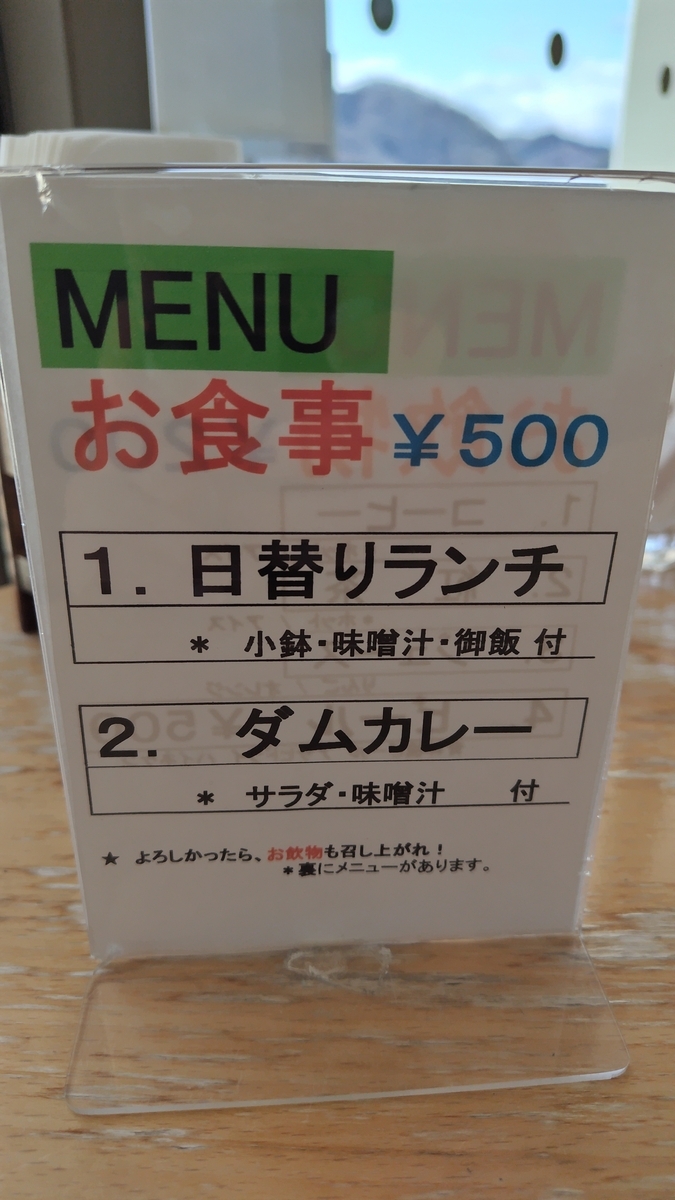 MENU
お食事 ¥500
1. 日替りランチ
* 小鉢・味噌汁・御飯 付
2. ダムカレー
* サラダ・味噌汁 付
★ よろしかったら、お飲物も召し上がれ!
*裏にメニューがあります。